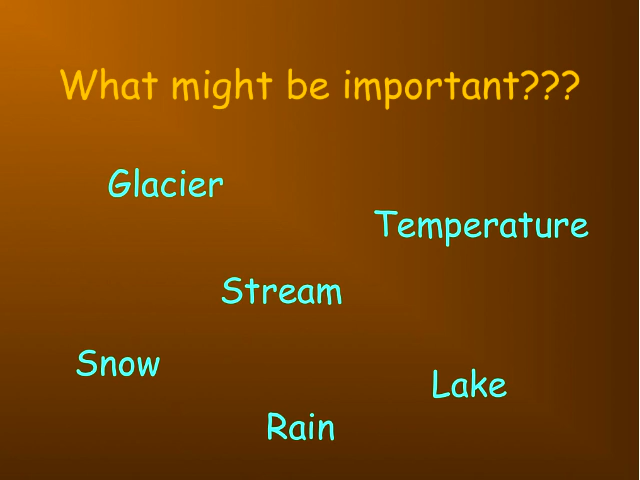 What might be important???
Glacier
Temperature
Stream
Snow
Lake
Rain